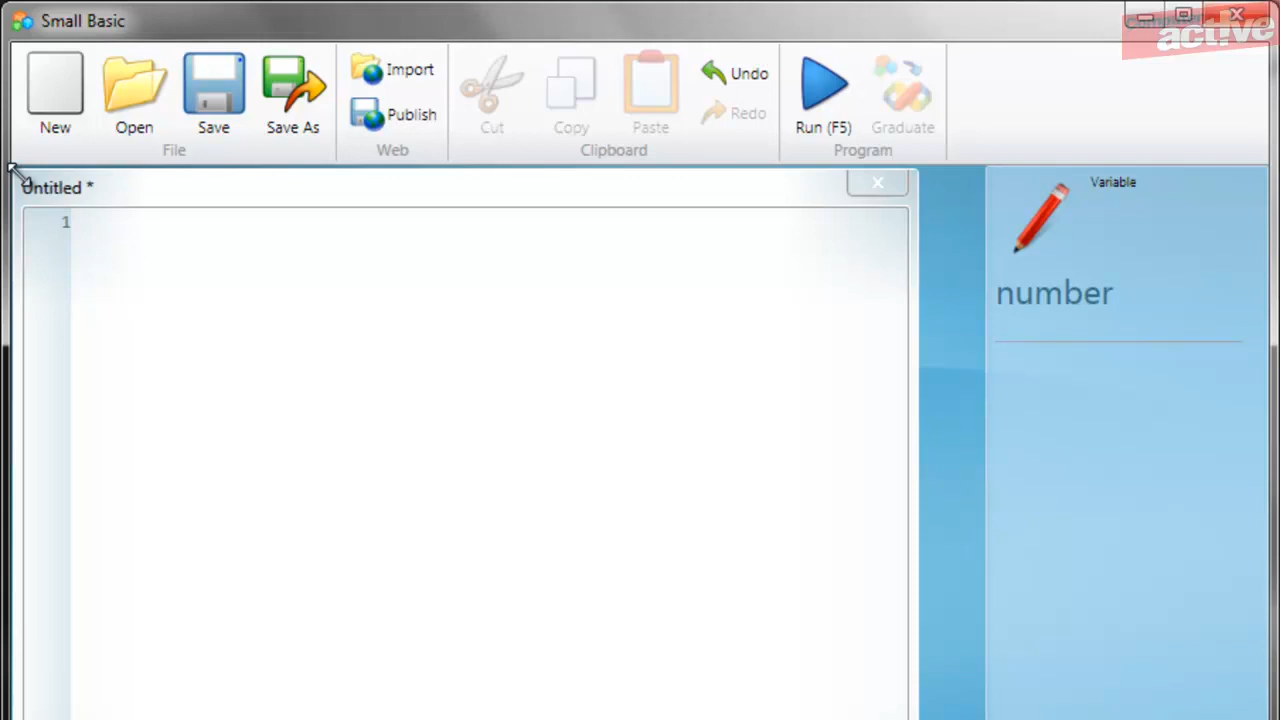 Small Basic
active
New
Open
Save
Save As
Import
Publish
Cut
Copy
Paste
Undo
Redo
Run (F5)
Graduate
File
Web
Clipboard
Program
Untitled *
1
Variable
number